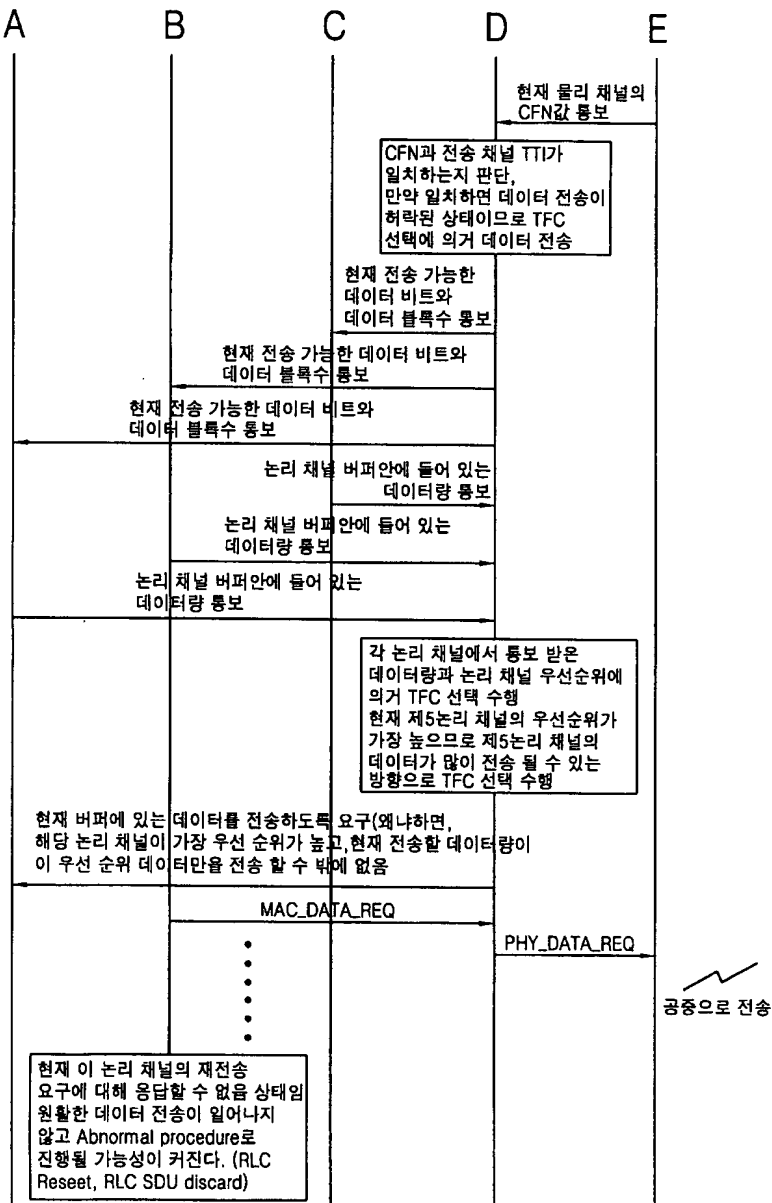 A B C D E
현재 물리 채널의
CFN값 통보
CFN과 전송 채널 TTI가
일치하는지 판단,
만약 일치하면 데이터 전송이
허락된 상태이므로 TFC
선택에 의거 데이터 전송
현재 전송 가능한
데이터 비트와
데이터 블록수 통보
현재 전송 가능한 데이터 비트와
데이터 블록수 통보
현재 전송 가능한 데이터 비트와
데이터 블록수 통보
논리 채널 버퍼안에 들어 있는
데이터량 통보
논리 채널 버퍼안에 들어 있는
데이터량 통보
논리 채널 버퍼안에 들어 있는
데이터량 통보
각 논리 채널에서 통보 받은
데이터량과 논리 채널 우선순위에
의거 TFC 선택 수행
현재 제5논리 채널의 우선순위가
가장 높으므로 제5논리 채널의
데이터가 많이 전송 될 수 있는
방향으로 TFC 선택 수행
현재 버퍼에 있는 데이터를 전송하도록 요구(왜냐하면,
해당 논리 채널이 가장 우선 순위가 높고,현재 전송할 데이터량이
이 우선 순위 데이터만을 전송 할 수 밖에 없음
MAC_DATA_REQ
PHY_DATA_REQ
공중으로 전송
현재 이 논리 채널의 재전송
요구에 대해 응답할 수 없음 상태임
원활한 데이터 전송이 일어나지
않고 Abnormal procedure로
진행될 가능성이 커진다. (RLC
Reseet, RLC SDU discard)